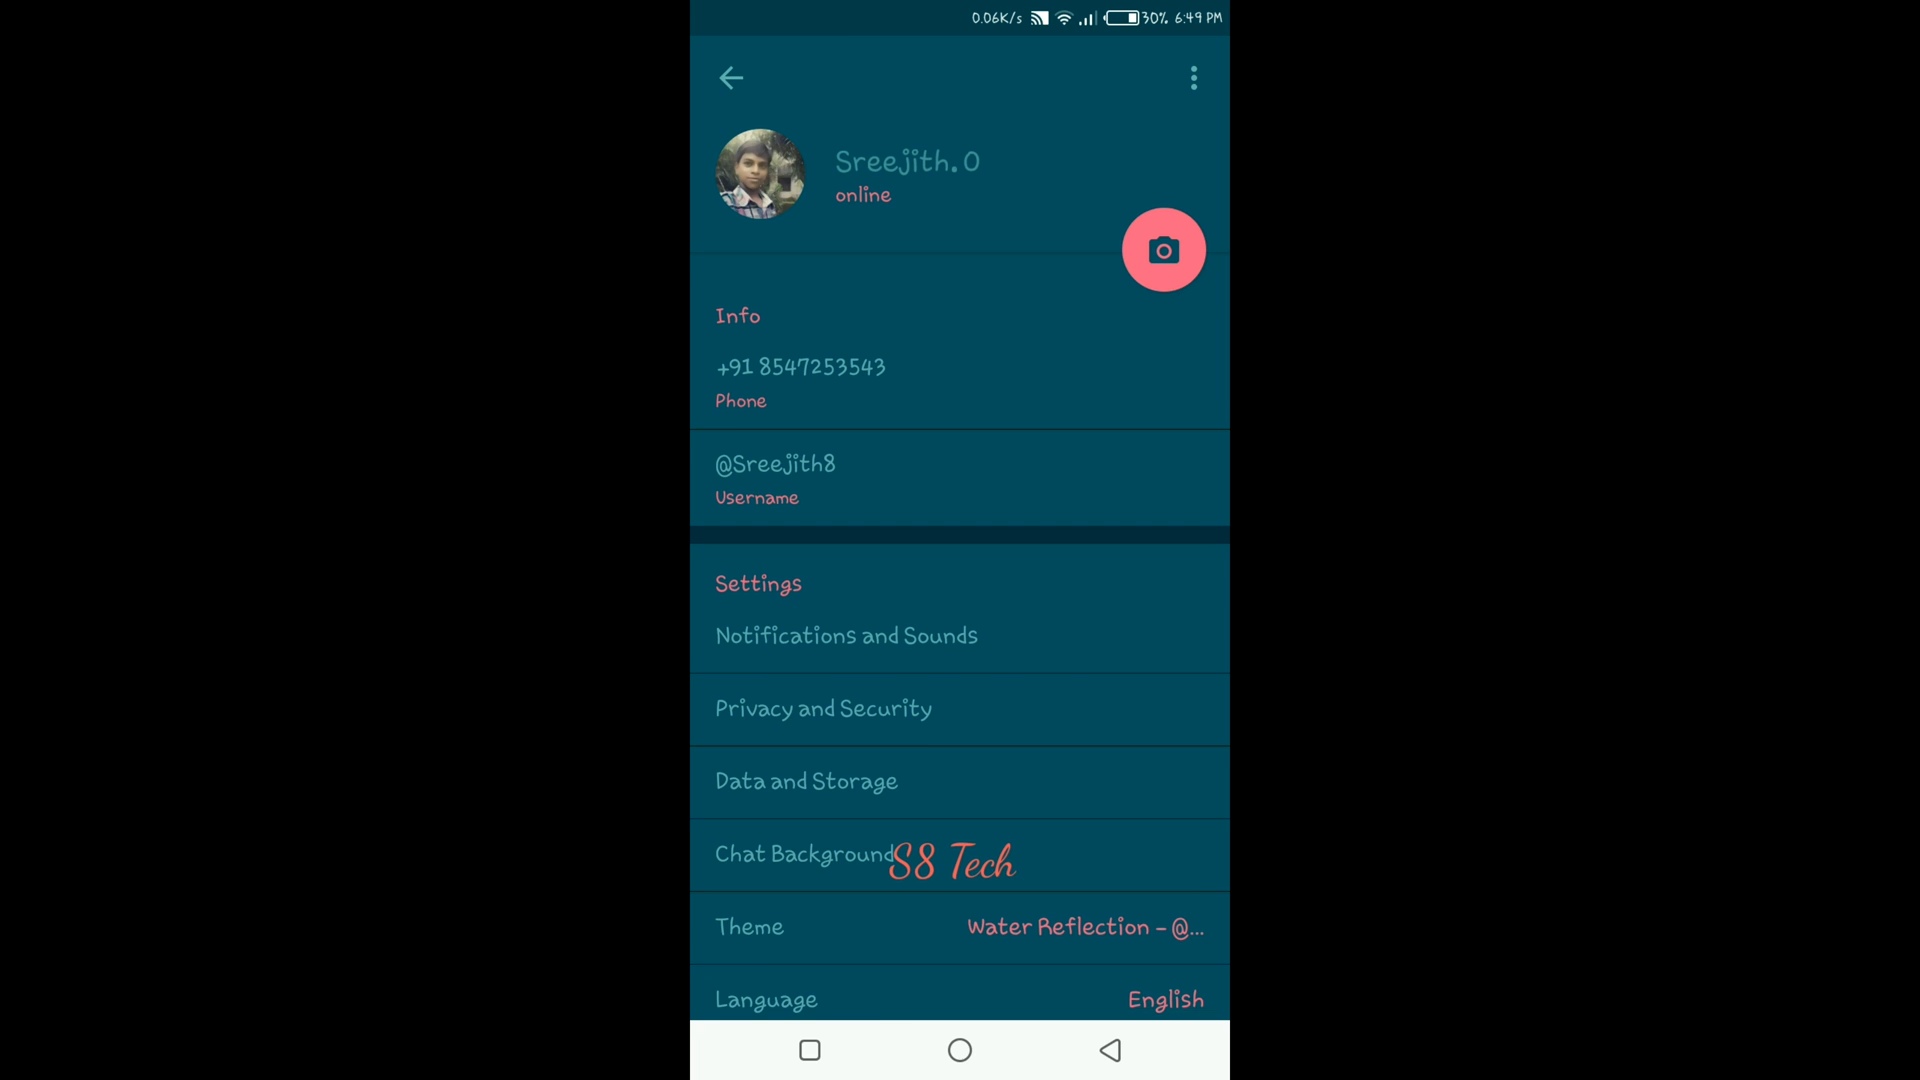 0.06K/s 30% 6:49 PM
Sreejith.O
online
Info
+91 8547253543
Phone
@Sreejith8
Username
Settings
Notifications and Sounds
Privacy and Security
Data and Storage
Chat Background
S8 Tech
Theme Water Reflection - @...
Language English